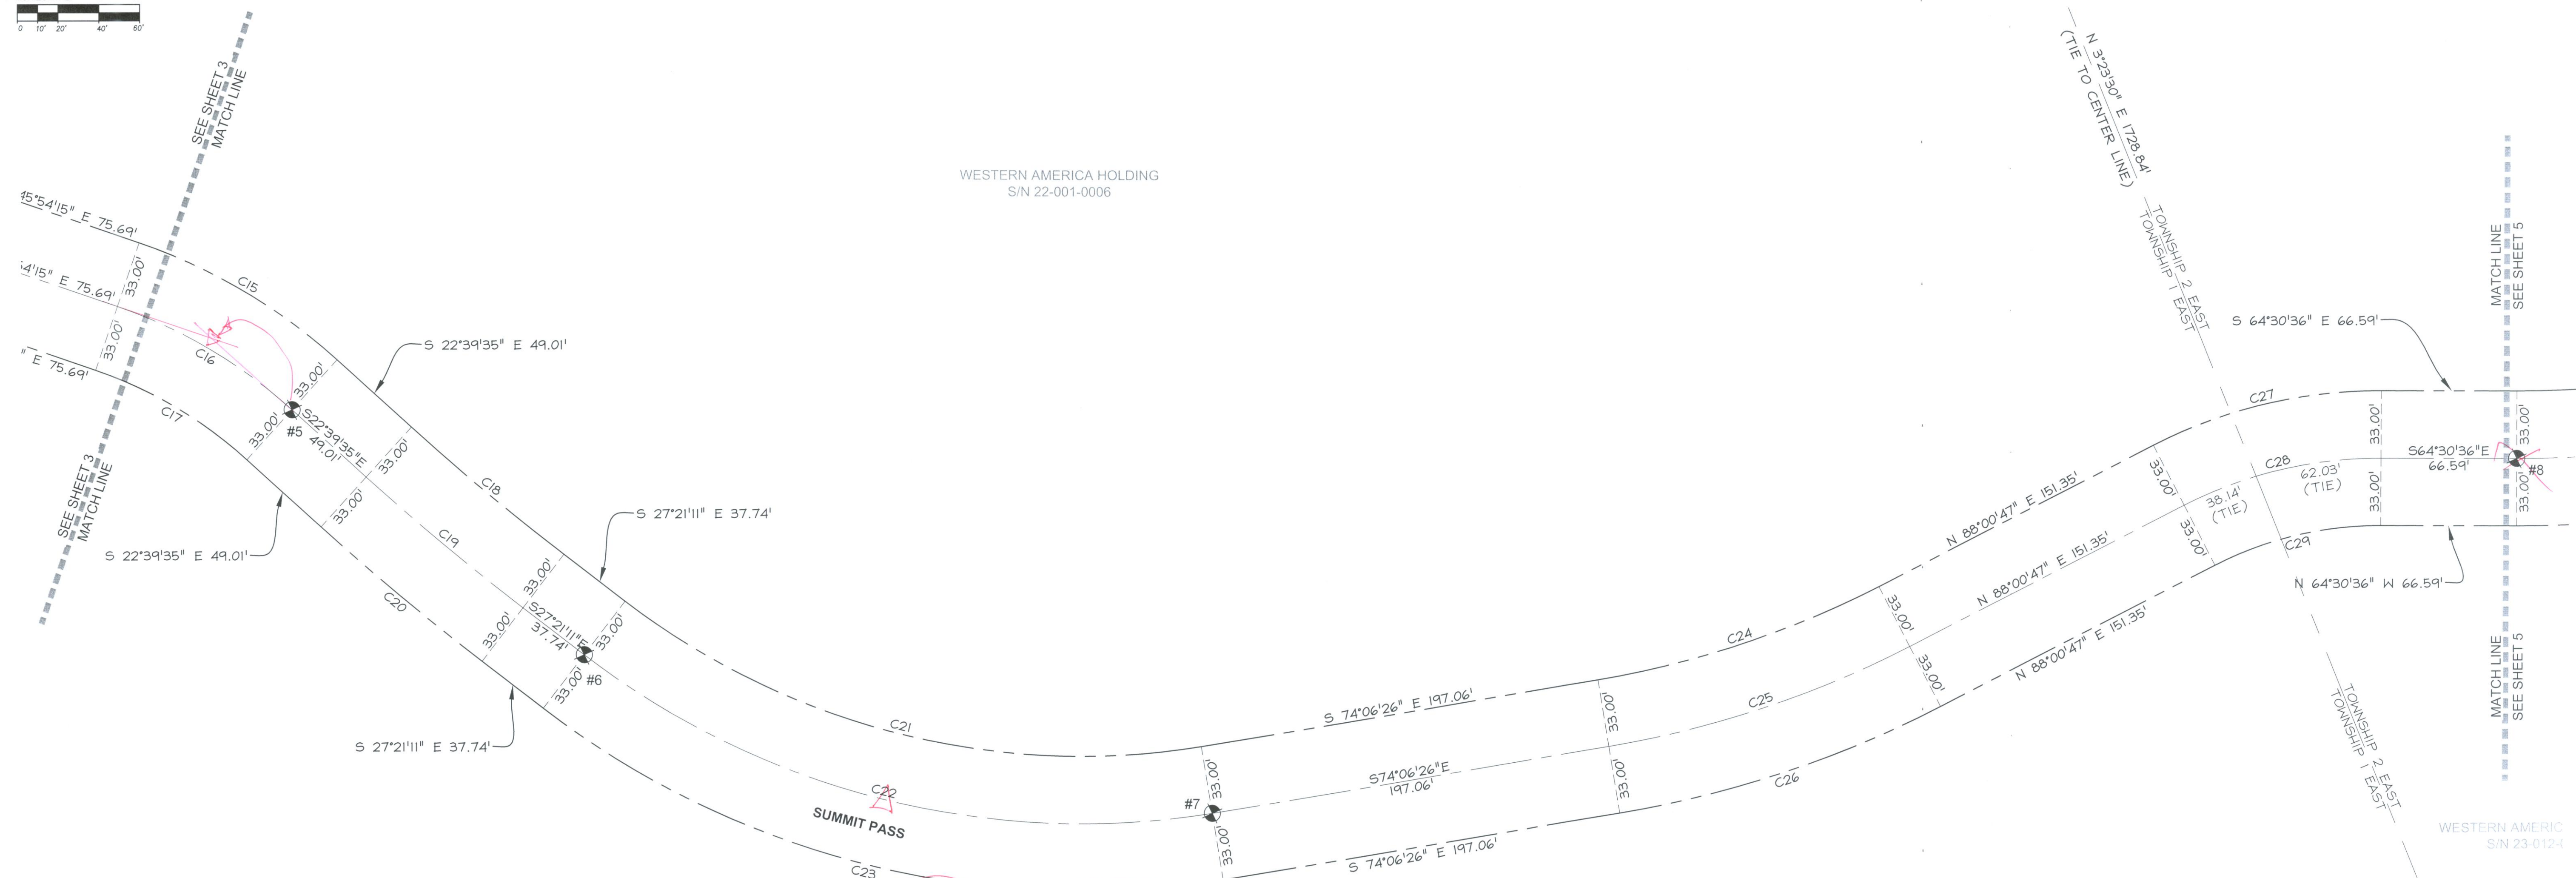 0 10' 20' 40' 60'
SEE SHEET 3
MATCH LINE
WESTERN AMERICA HOLDING
S/N 22-001-0006
N 3°23'30" E 1728.84'
(TIE TO CENTER LINE)
TOWNSHIP 2 EAST
TOWNSHIP 1 EAST
MATCH LINE
SEE SHEET 5
45°54'15" E 75.69'
54'15" E 75.69'
" E 75.69'
33.00'
33.00'
C15
C16
C17
S 22°39'35" E 49.01'
33.00'
33.00'
#5
S22°39'35"E
49.01'
33.00'
33.00'
SEE SHEET 3
MATCH LINE
S 22°39'35" E 49.01'
C18
C19
C20
S 27°21'11" E 37.74'
33.00'
33.00'
S27°21'11"E
37.74'
33.00'
33.00'
#6
S 27°21'11" E 37.74'
C21
C22
SUMMIT PASS
C23
#7
33.00'
33.00'
S 74°06'26" E 197.06'
S74°06'26"E
197.06'
S 74°06'26" E 197.06'
33.00'
33.00'
C24
C25
C26
33.00'
33.00'
N 88°00'47" E 151.35'
N 88°00'47" E 151.35'
N 88°00'47" E 151.35'
33.00'
33.00'
38.14'
(TIE)
C27
C28
62.03'
(TIE)
C29
S 64°30'36" E 66.59'
33.00'
33.00'
S64°30'36"E
66.59'
33.00'
33.00'
#8
N 64°30'36" W 66.59'
MATCH LINE
SEE SHEET 5
TOWNSHIP 2 EAST
TOWNSHIP 1 EAST
WESTERN AMERIC
S/N 23-012-(